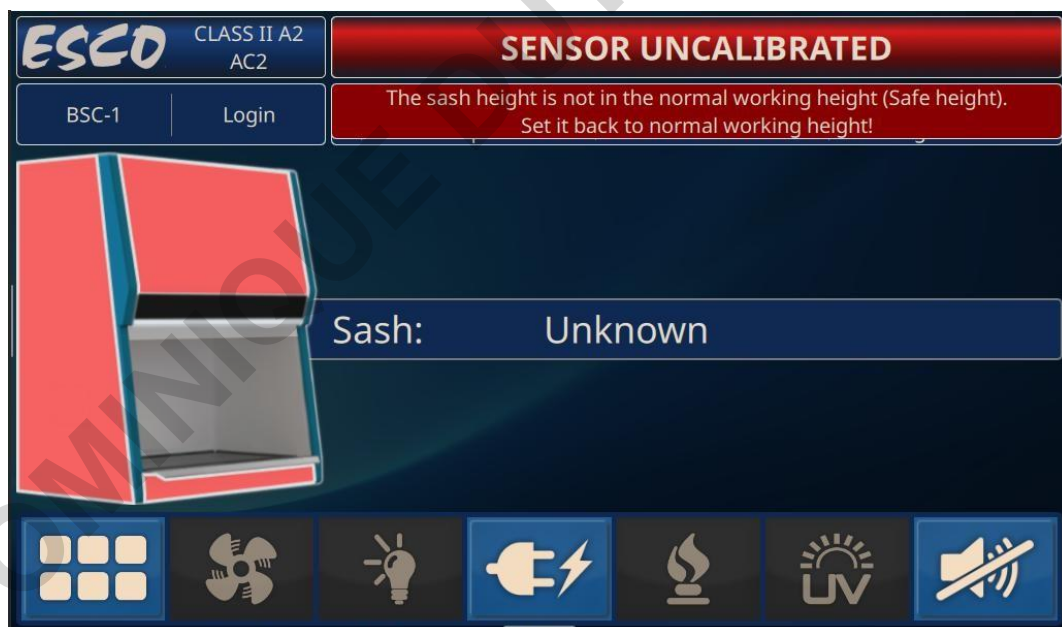 ESCO
CLASS II A2
AC2
SENSOR UNCALIBRATED
BSC-1
Login
The sash height is not in the normal working height (Safe height).
Set it back to normal working height!
Sash: Unknown
UV